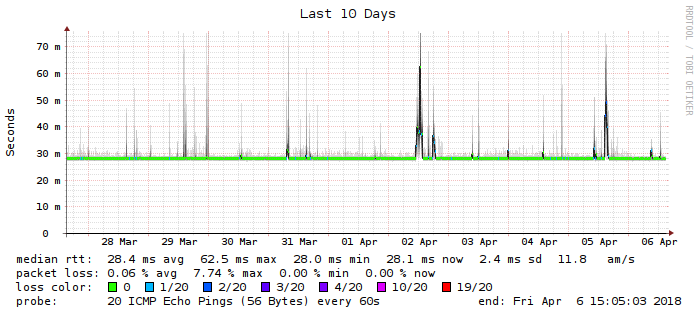 Last 10 Days
RRDTOOL / TOBI OETIKER
Seconds
70 m
60 m
50 m
40 m
30 m
20 m
10 m
0
28 Mar 29 Mar 30 Mar 31 Mar 01 Apr 02 Apr 03 Apr 04 Apr 05 Apr 06 Apr
median rtt: 28.4 ms avg 62.5 ms max 28.0 ms min 28.1 ms now 2.4 ms sd 11.8 am/s
packet loss: 0.06 % avg 7.74 % max 0.00 % min 0.00 % now
loss color: 0 1/20 2/20 3/20 4/20 10/20 19/20
probe: 20 ICMP Echo Pings (56 Bytes) every 60s end: Fri Apr 6 15:05:03 2018